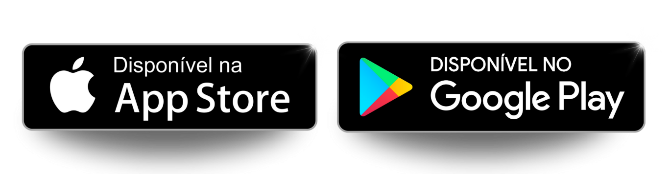 Disponível na
App Store
DISPONÍVEL NO
Google Play